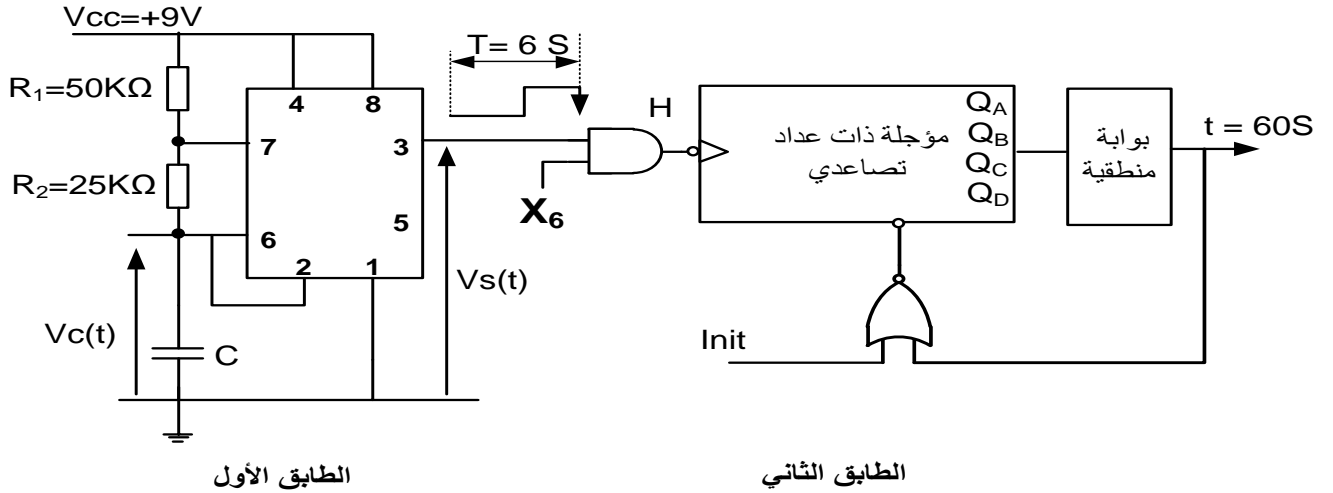 Vcc=+9V
R1=50KΩ
R2=25KΩ
Vc(t)
C
4
8
7
3
6
5
2
1
Vs(t)
T= 6 S
X6
H
مؤجلة ذات عداد
تصاعدي
QA
QB
QC
QD
بوابة
منطقية
t = 60S
Init
الطابق الأول
الطابق الثاني